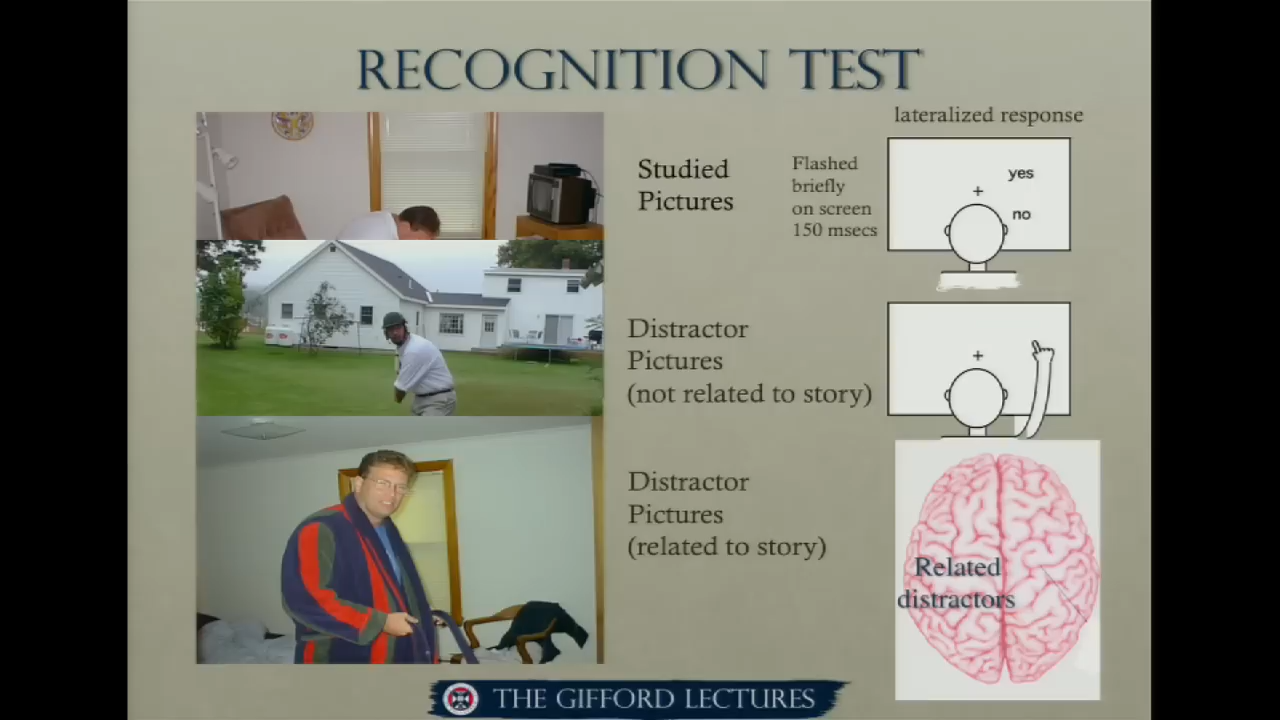 RECOGNITION TEST
lateralized response
Studied
Pictures
Flashed
briefly
on screen
150 msecs
yes
+
no
Distractor
Pictures
(not related to story)
+
Distractor
Pictures
(related to story)
Related
distractors
THE GIFFORD LECTURES